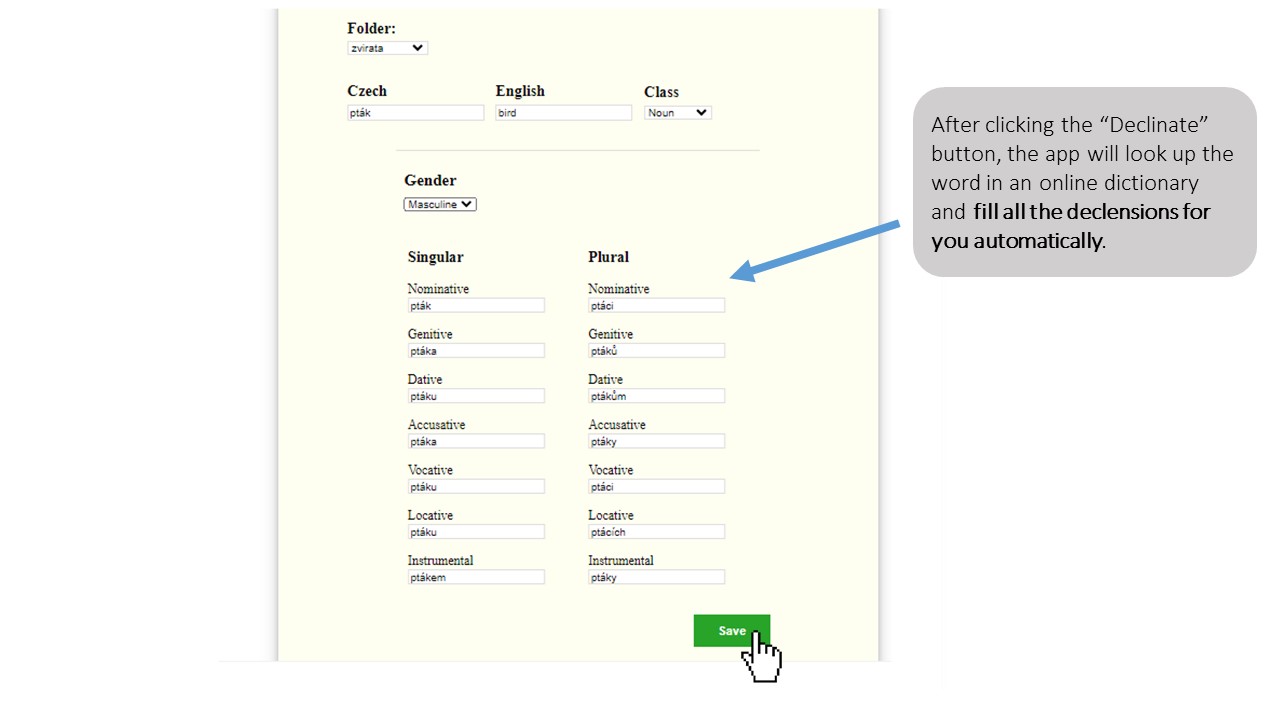 Folder:
zvirata
Czech English Class
pták bird Noun
Gender
Masculine
Singular Plural
Nominative Nominative
pták ptáci
Genitive Genitive
ptáka ptáků
Dative Dative
ptáku ptákům
Accusative Accusative
ptáka ptáky
Vocative Vocative
ptáku ptáci
Locative Locative
ptáku ptácích
Instrumental Instrumental
ptákem ptáky
Save
After clicking the “Declinate”
button, the app will look up the
word in an online dictionary
and fill all the declensions for
you automatically.